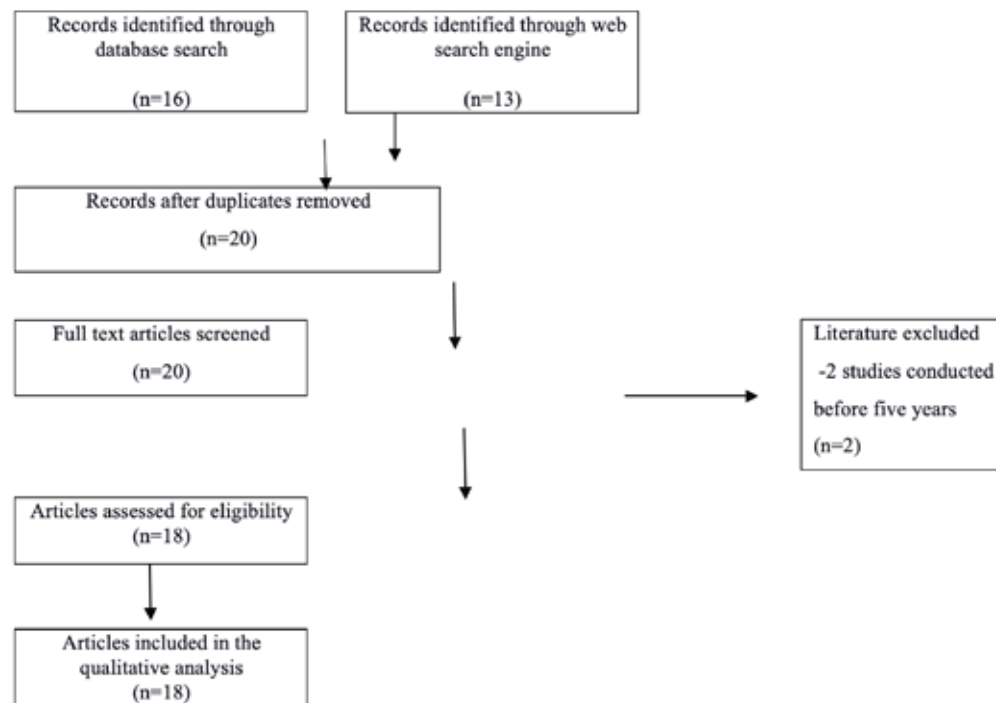 Records identified through
database search
(n=16)
Records identified through web
search engine
(n=13)
Records after duplicates removed
(n=20)
Full text articles screened
(n=20)
Literature excluded
-2 studies conducted
before five years
(n=2)
Articles assessed for eligibility
(n=18)
Articles included in the
qualitative analysis
(n=18)